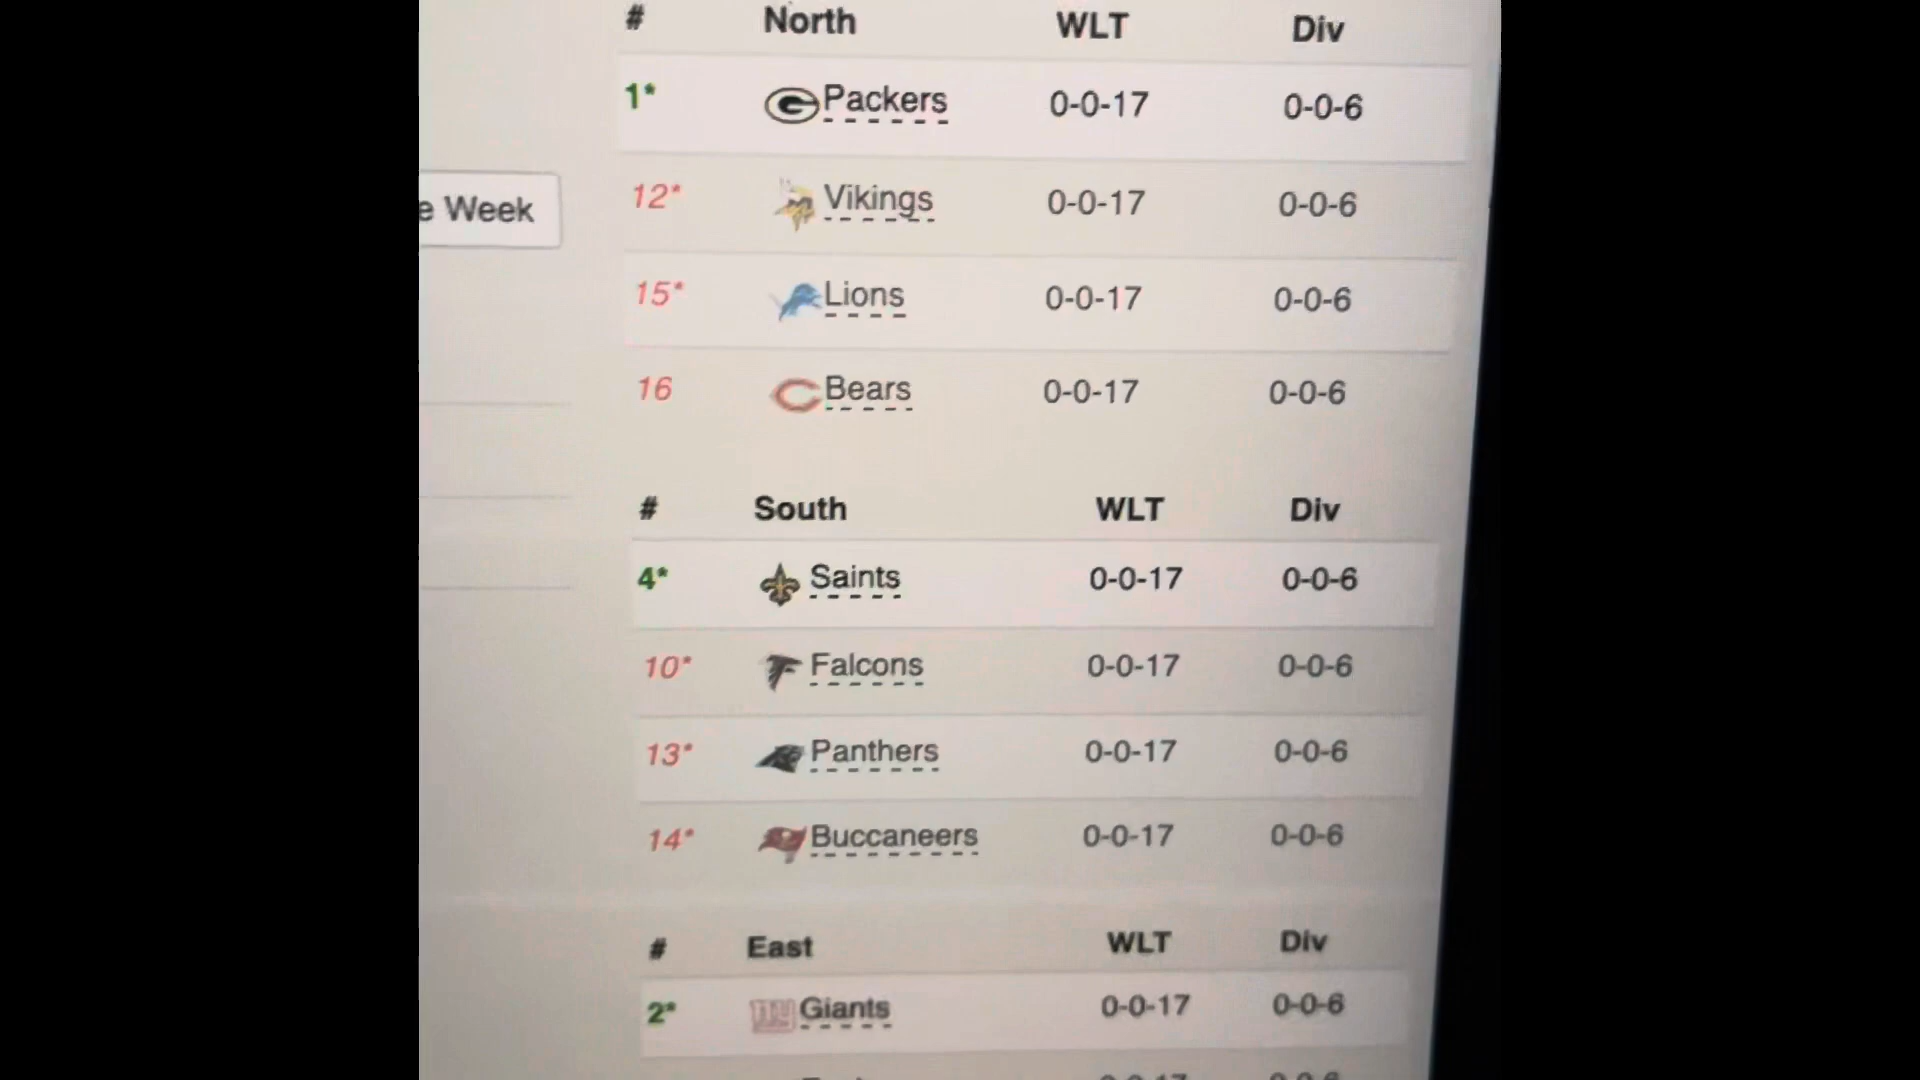 # North WLT Div
1* Packers 0-0-17 0-0-6
12* Vikings 0-0-17 0-0-6
e Week
15* Lions 0-0-17 0-0-6
16 Bears 0-0-17 0-0-6
# South WLT Div
4* Saints 0-0-17 0-0-6
10* Falcons 0-0-17 0-0-6
13* Panthers 0-0-17 0-0-6
14* Buccaneers 0-0-17 0-0-6
# East WLT Div
2* Giants 0-0-17 0-0-6